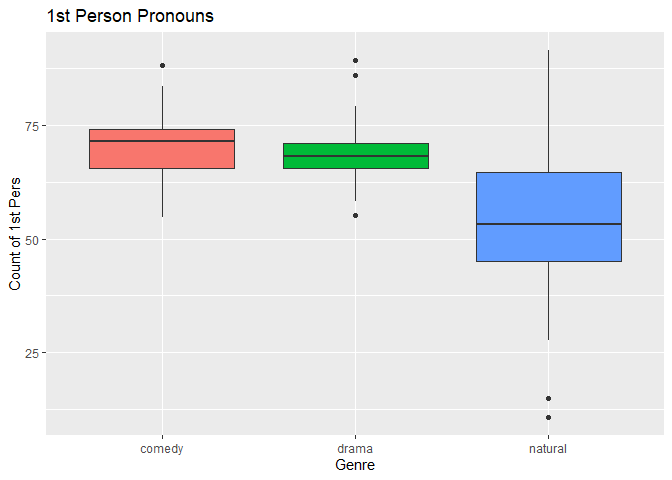 1st Person Pronouns
Count of 1st Pers
75
50
25
comedy
drama
natural
Genre